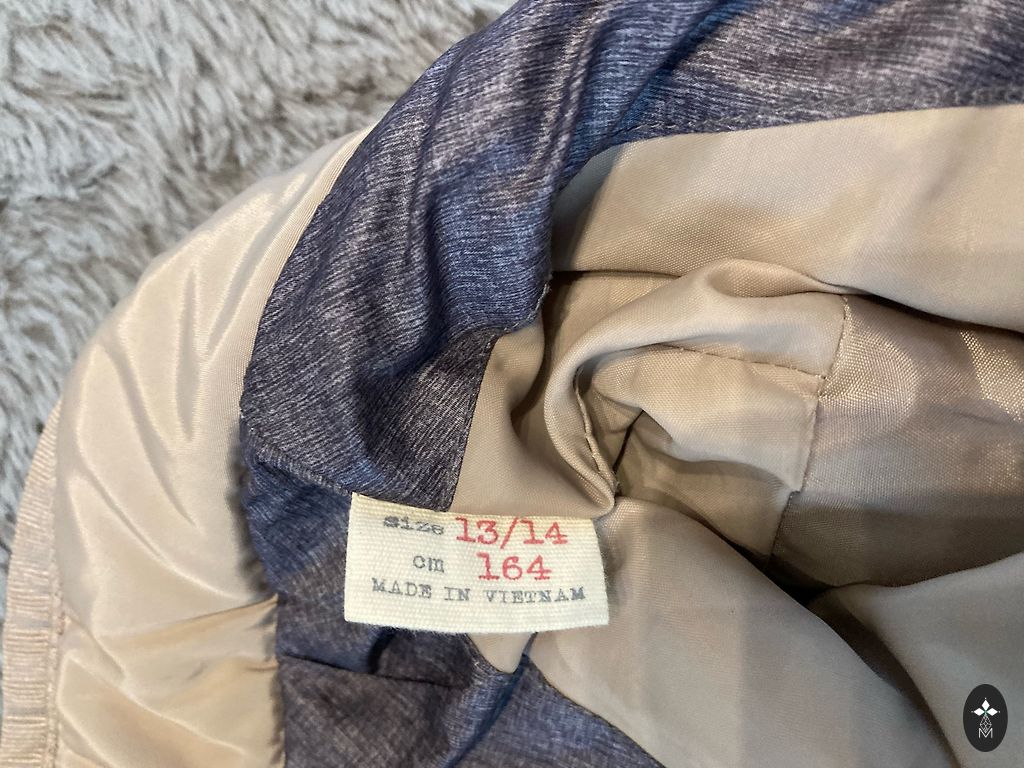 size 13/14
cm 164
MADE IN VIETNAM
M